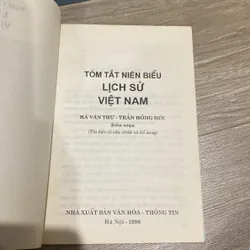 TÓM TẮT NIÊN BIỂU
LỊCH SỬ
VIỆT NAM
HÀ VĂN THƯ - TRẦN HỒNG ĐỨC
Biên soạn
(Tái bản có sửa chữa và bổ sung)
NHÀ XUẤT BẢN VĂN HÓA - THÔNG TIN
Hà Nội - 1996